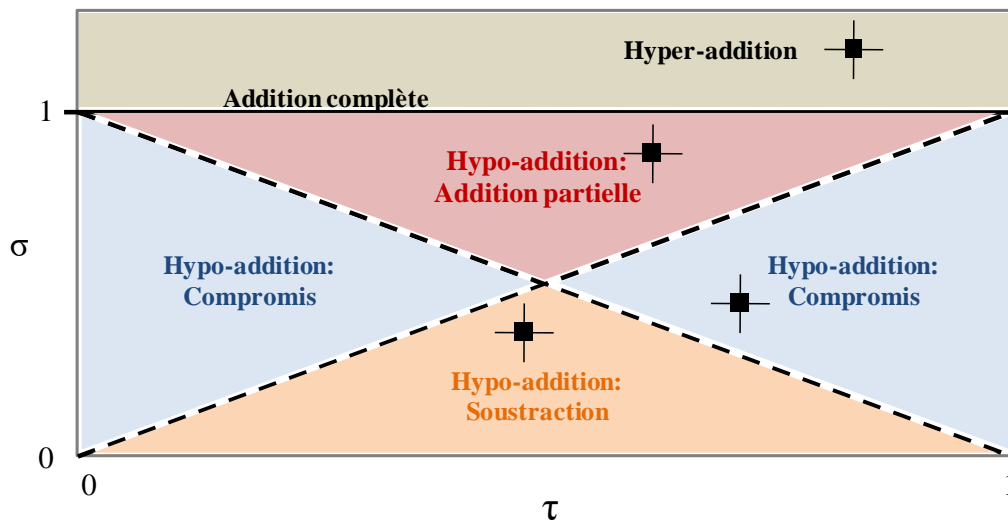 Hyper-addition
Addition complète
1
Hypo-addition:
Addition partielle
σ
Hypo-addition:
Compromis
Hypo-addition:
Compromis
Hypo-addition:
Soustraction
0
0
1
τ